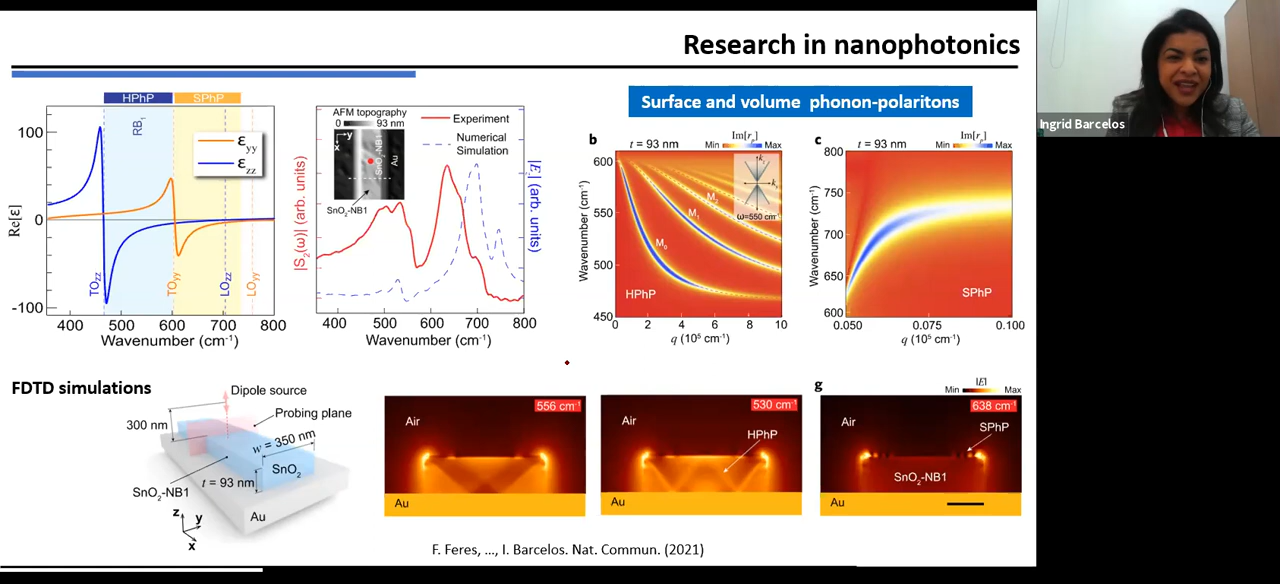 Research in nanophotonics
Ingrid Barcelos
HPhP
SPhP
RB₁
εyy
εzz
100
0
-100
Re[ε]
TOzz
TOyy
LOzz
LOyy
400
500
600
700
800
Wavenumber (cm⁻¹)
AFM topography
0
93 nm
y
x
SnO₂-NB1
Au
SnO₂-NB1
Experiment
Numerical
Simulation
|S₂(ω)| (arb. units)
400
500
600
700
800
Wavenumber (cm⁻¹)
Surface and volume phonon-polaritons
b
t = 93 nm
Min
Max
600
550
500
450
Wavenumber (cm⁻¹)
M₀
M₁
ω=550 cm⁻¹
HPhP
0
2
4
6
8
10
q (10⁵ cm⁻¹)
c
t = 93 nm
Im[rₚ]
Min
Max
800
750
700
650
600
Wavenumber (cm⁻¹)
SPhP
0.050
0.075
0.100
q (10⁵ cm⁻¹)
FDTD simulations
Dipole source
Probing plane
300 nm
w = 350 nm
SnO₂
t = 93 nm
SnO₂-NB1
Au
z
y
x
556 cm⁻¹
Air
Au
530 cm⁻¹
Air
HPhP
Au
g
|E|
Min
Max
638 cm⁻¹
Air
SPhP
SnO₂-NB1
Au
F. Feres, ..., I. Barcelos. Nat. Commun. (2021)